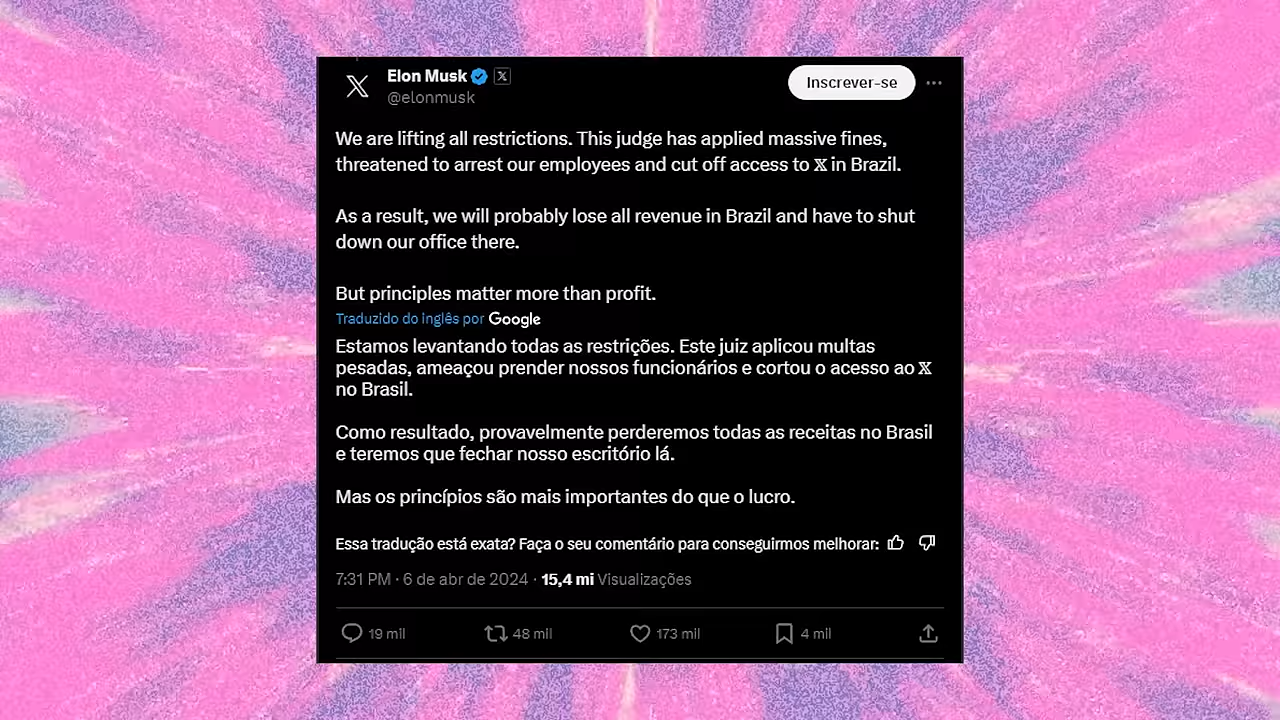 Elon Musk
@elonmusk
Inscrever-se
We are lifting all restrictions. This judge has applied massive fines,
threatened to arrest our employees and cut off access to 𝕏 in Brazil.
As a result, we will probably lose all revenue in Brazil and have to shut
down our office there.
But principles matter more than profit.
Traduzido do inglês por Google
Estamos levantando todas as restrições. Este juiz aplicou multas
pesadas, ameaçou prender nossos funcionários e cortou o acesso ao 𝕏
no Brasil.
Como resultado, provavelmente perderemos todas as receitas no Brasil
e teremos que fechar nosso escritório lá.
Mas os princípios são mais importantes do que o lucro.
Essa tradução está exata? Faça o seu comentário para conseguirmos melhorar:
7:31 PM · 6 de abr de 2024 · 15,4 mi Visualizações
19 mil 48 mil 173 mil 4 mil